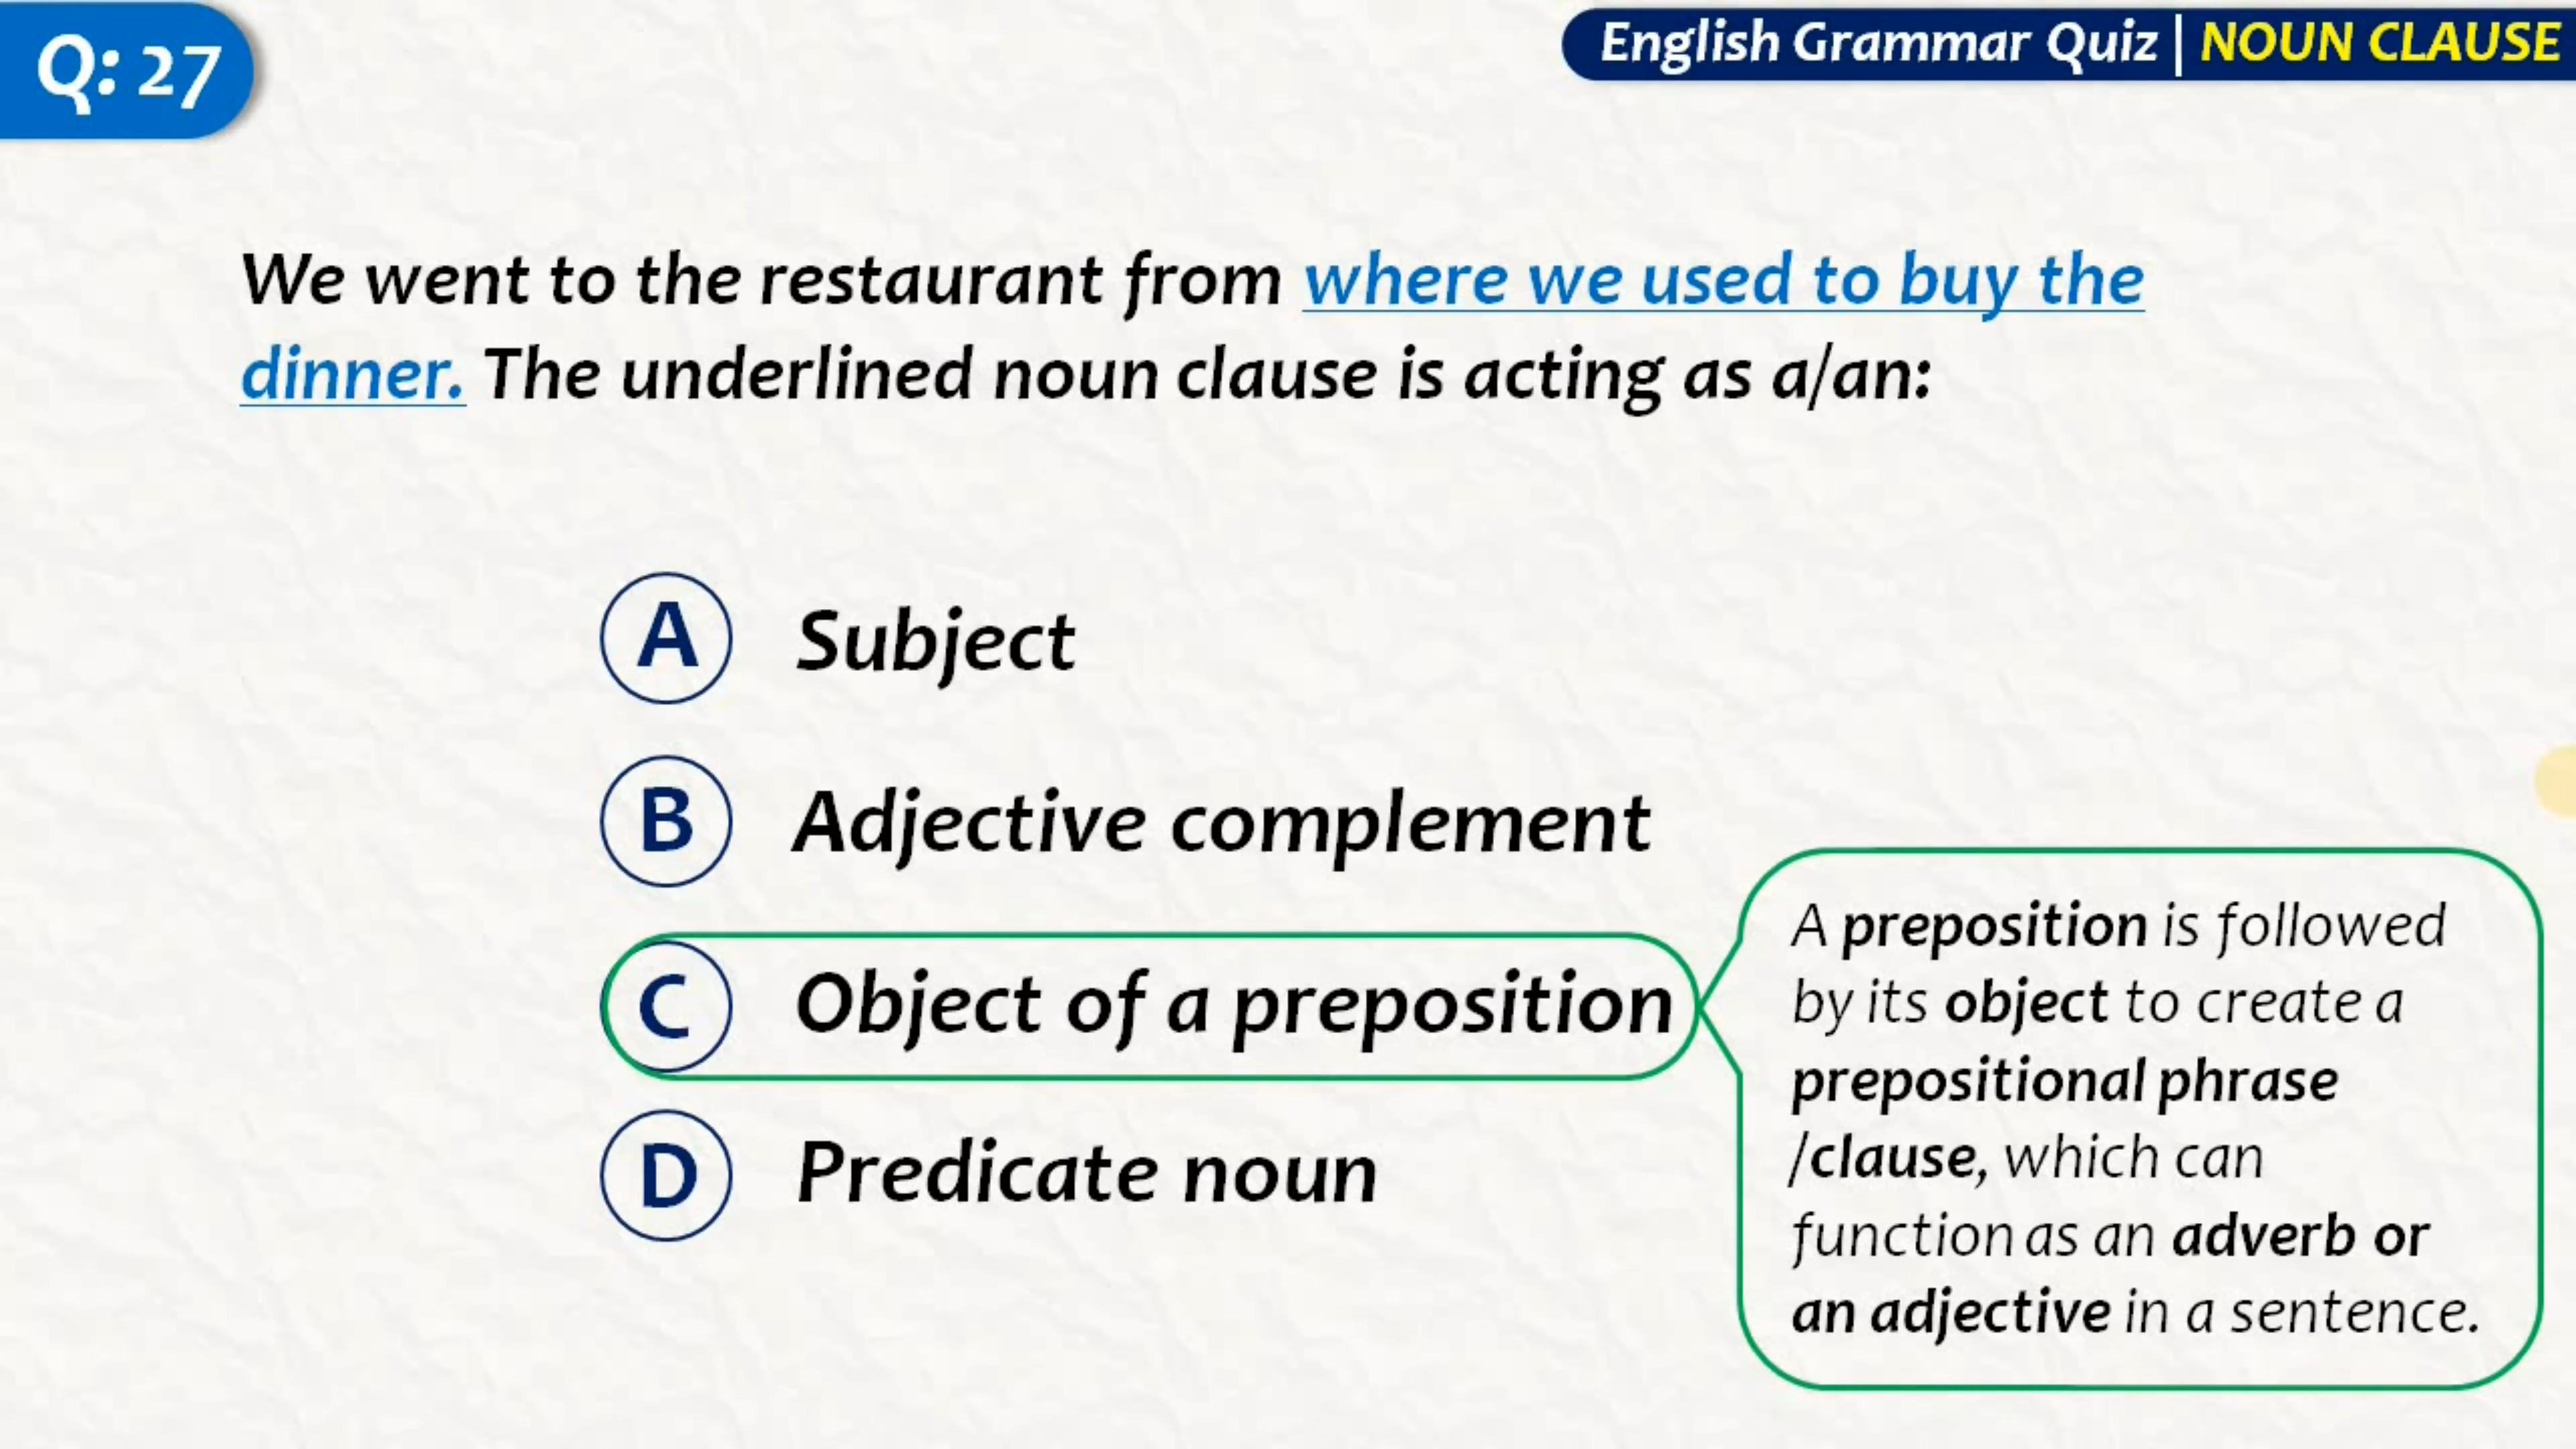 Q: 27
English Grammar Quiz | NOUN CLAUSE
We went to the restaurant from where we used to buy the
dinner. The underlined noun clause is acting as a/an:
A Subject
B Adjective complement
C Object of a preposition
D Predicate noun
A preposition is followed
by its object to create a
prepositional phrase
/clause, which can
function as an adverb or
an adjective in a sentence.